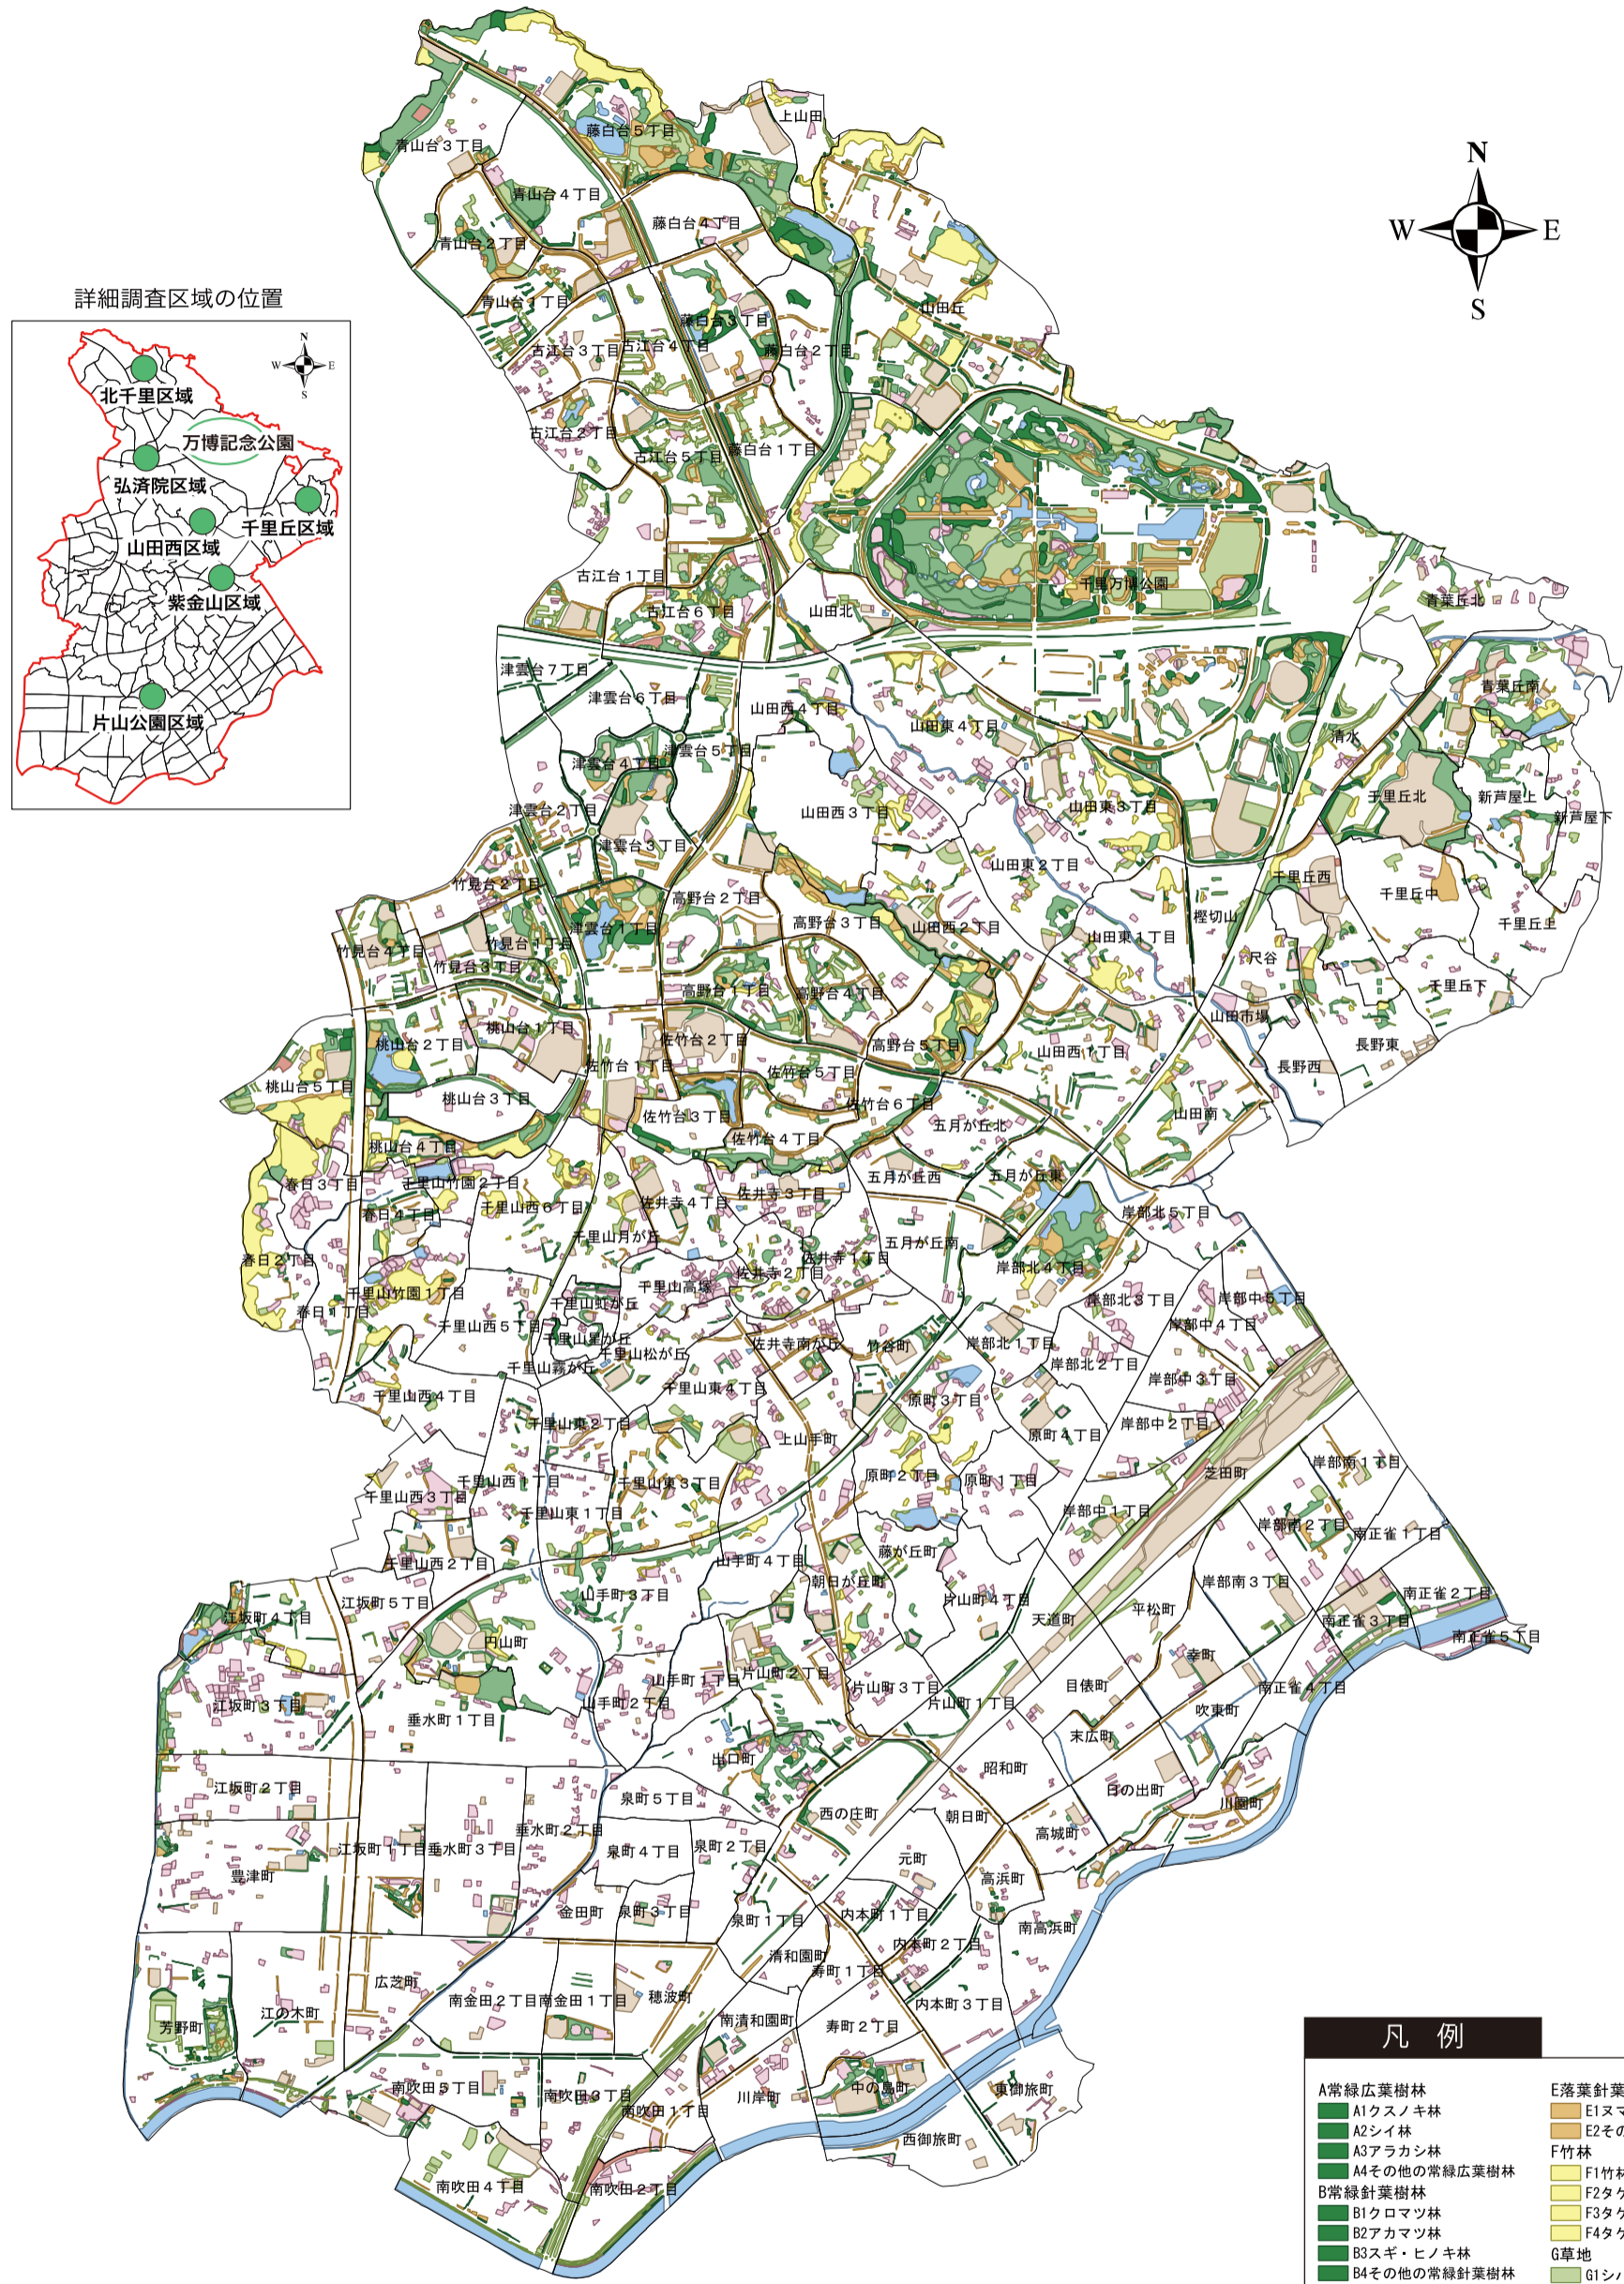 詳細調査区域の位置
N
W
E
S
北千里区域
万博記念公園
弘済院区域
千里丘区域
山田西区域
紫金山区域
片山公園区域
N
W
E
S
上山田
藤白台5丁目
青山台3丁目
青山台4丁目
藤白台4丁目
青山台2丁目
青山台1丁目
山田丘
藤白台3丁目
古江台3丁目
古江台4丁目
藤白台2丁目
古江台2丁目
古江台5丁目
藤白台1丁目
古江台1丁目
千里万博公園
古江台6丁目
山田北
青葉丘北
津雲台7丁目
津雲台6丁目
山田西4丁目
山田東4丁目
青葉丘南
津雲台5丁目
津雲台4丁目
清水
津雲台2丁目
山田西3丁目
山田東3丁目
千里丘北
新芦屋上
新芦屋下
津雲台3丁目
山田東2丁目
竹見台2丁目
千里丘西
千里丘中
高野台2丁目
樫切山
高野台3丁目
山田西2丁目
千里丘上
津雲台1丁目
竹見台1丁目
山田東1丁目
竹見台4丁目
竹見台3丁目
尺谷
高野台1丁目
高野台4丁目
千里丘下
山田市場
桃山台1丁目
桃山台2丁目
佐竹台2丁目
高野台5丁目
長野東
山田西1丁目
佐竹台1丁目
佐竹台5丁目
長野西
桃山台5丁目
桃山台3丁目
佐竹台6丁目
佐竹台3丁目
山田南
五月が丘北
佐竹台4丁目
桃山台4丁目
五月が丘西
五月が丘東
春日3丁目
千里山竹園2丁目
佐井寺3丁目
佐井寺4丁目
千里山西6丁目
春日4丁目
岸部北5丁目
千里山月が丘
五月が丘南
佐井寺1丁目
春日2丁目
岸部北4丁目
佐井寺2丁目
千里山高塚
千里山竹園1丁目
千里山虹が丘
岸部北3丁目
岸部中5丁目
春日1丁目
千里山西5丁目
岸部中4丁目
千里山星が丘
佐井寺南が丘
竹谷町
岸部北1丁目
千里山松が丘
岸部北2丁目
千里山霧が丘
岸部中3丁目
千里山東4丁目
千里山西4丁目
原町3丁目
千里山東2丁目
岸部中2丁目
原町4丁目
上山手町
芝田町
岸部南1丁目
千里山西1丁目
千里山東3丁目
原町2丁目
原町1丁目
千里山西3丁目
千里山東1丁目
岸部中1丁目
岸部南2丁目
南正雀1丁目
藤が丘町
千里山西2丁目
山手町4丁目
朝日が丘町
岸部南3丁目
南正雀2丁目
山手町3丁目
江坂町5丁目
片山町4丁目
平松町
江坂町4丁目
天道町
南正雀3丁目
南正雀5丁目
円山町
幸町
片山町2丁目
山手町1丁目
目俵町
片山町3丁目
南正雀4丁目
片山町1丁目
山手町2丁目
江坂町3丁目
吹東町
垂水町1丁目
末広町
出口町
昭和町
江坂町2丁目
日の出町
泉町5丁目
川園町
西の庄町
朝日町
垂水町2丁目
高城町
江坂町1丁目
垂水町3丁目
泉町4丁目
泉町2丁目
元町
豊津町
高浜町
金田町
泉町3丁目
泉町1丁目
内本町1丁目
南高浜町
内本町2丁目
清和園町
寿町1丁目
広芝町
穂波町
南金田2丁目
南金田1丁目
内本町3丁目
江の木町
南清和園町
寿町2丁目
芳野町
南吹田5丁目
南吹田3丁目
中の島町
東御旅町
川岸町
南吹田1丁目
西御旅町
南吹田4丁目
南吹田2丁目
凡 例
A常緑広葉樹林
A1クスノキ林
A2シイ林
A3アラカシ林
A4その他の常緑広葉樹林
B常緑針葉樹林
B1クロマツ林
B2アカマツ林
B3スギ・ヒノキ林
B4その他の常緑針葉樹林
E落葉針葉
E1ヌマ
E2その
F竹林
F1竹林
F2タケ
F3タケ
F4タケ
G草地
G1シバ